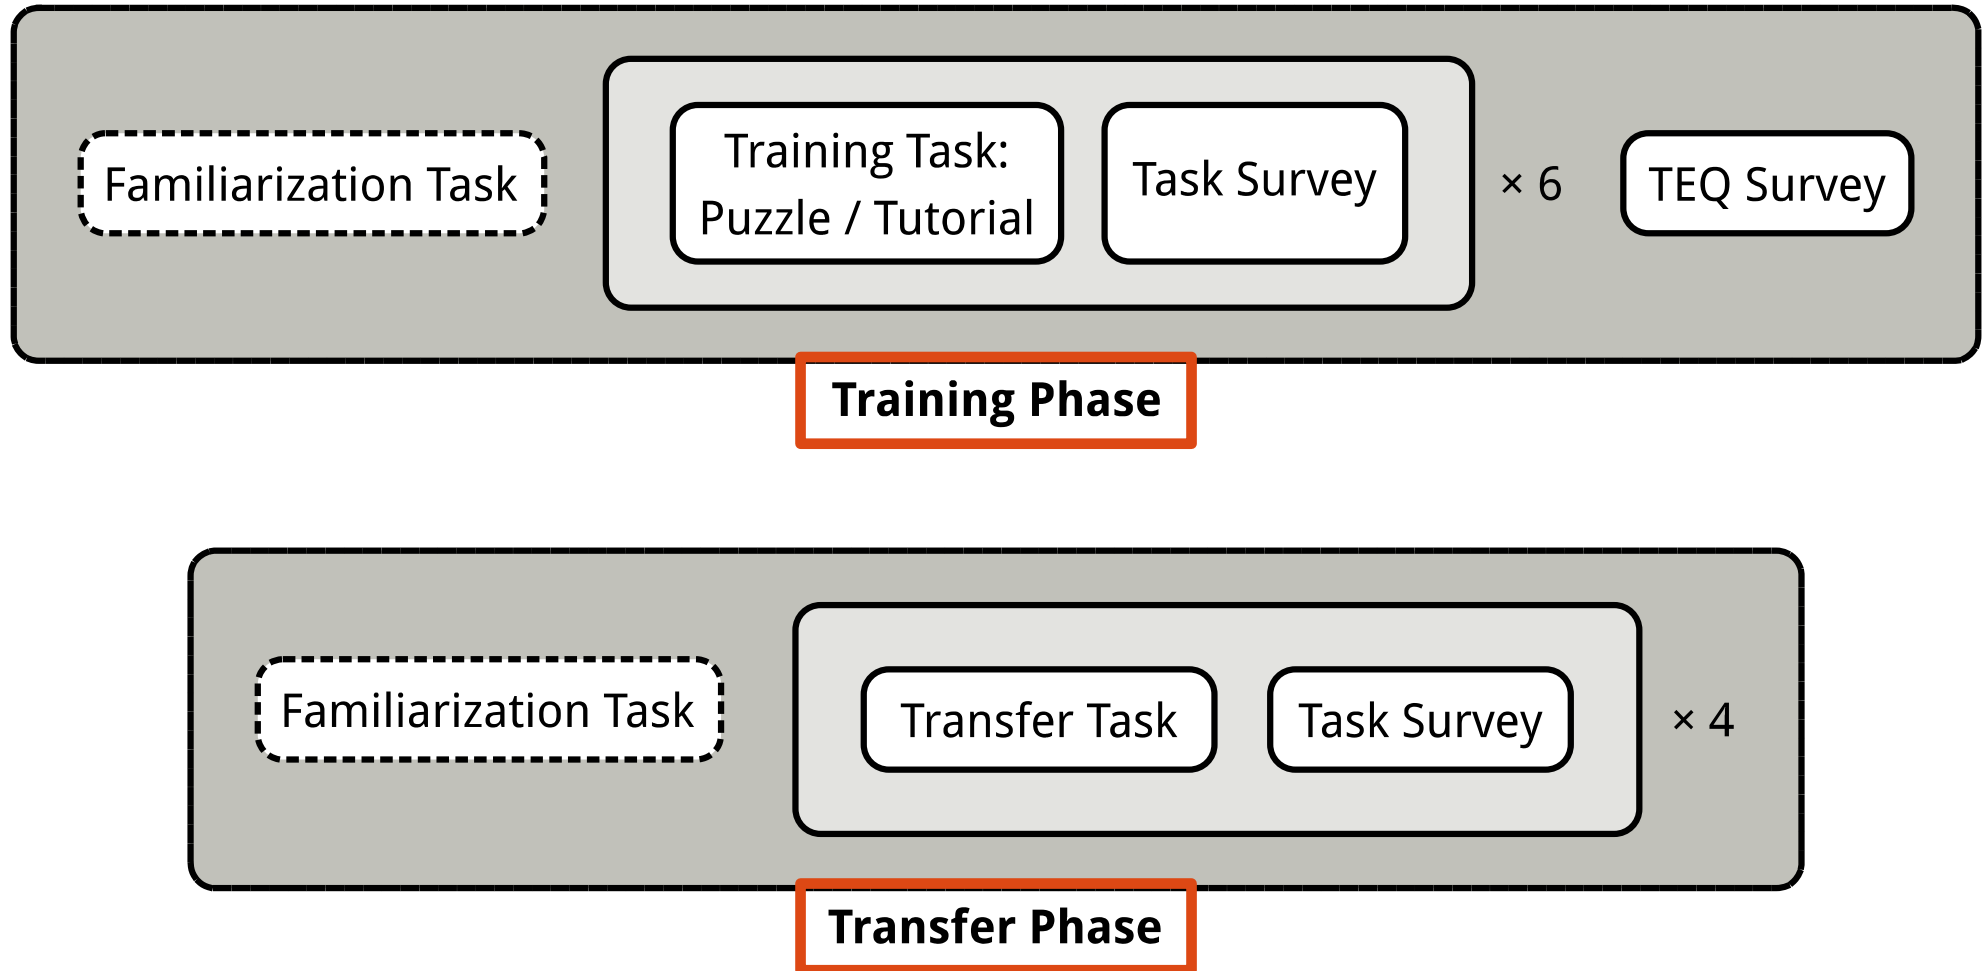 Familiarization Task
Training Task:
Puzzle / Tutorial
Task Survey
× 6
TEQ Survey
Training Phase
Familiarization Task
Transfer Task
Task Survey
× 4
Transfer Phase